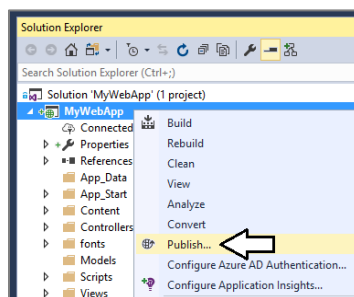 Solution Explorer
Search Solution Explorer (Ctrl+;)
Solution 'MyWebApp' (1 project)
MyWebApp
Connected
Properties
References
App_Data
App_Start
Content
Controllers
fonts
Models
Scripts
Views
Build
Rebuild
Clean
View
Analyze
Convert
Publish...
Configure Azure AD Authentication...
Configure Application Insights...